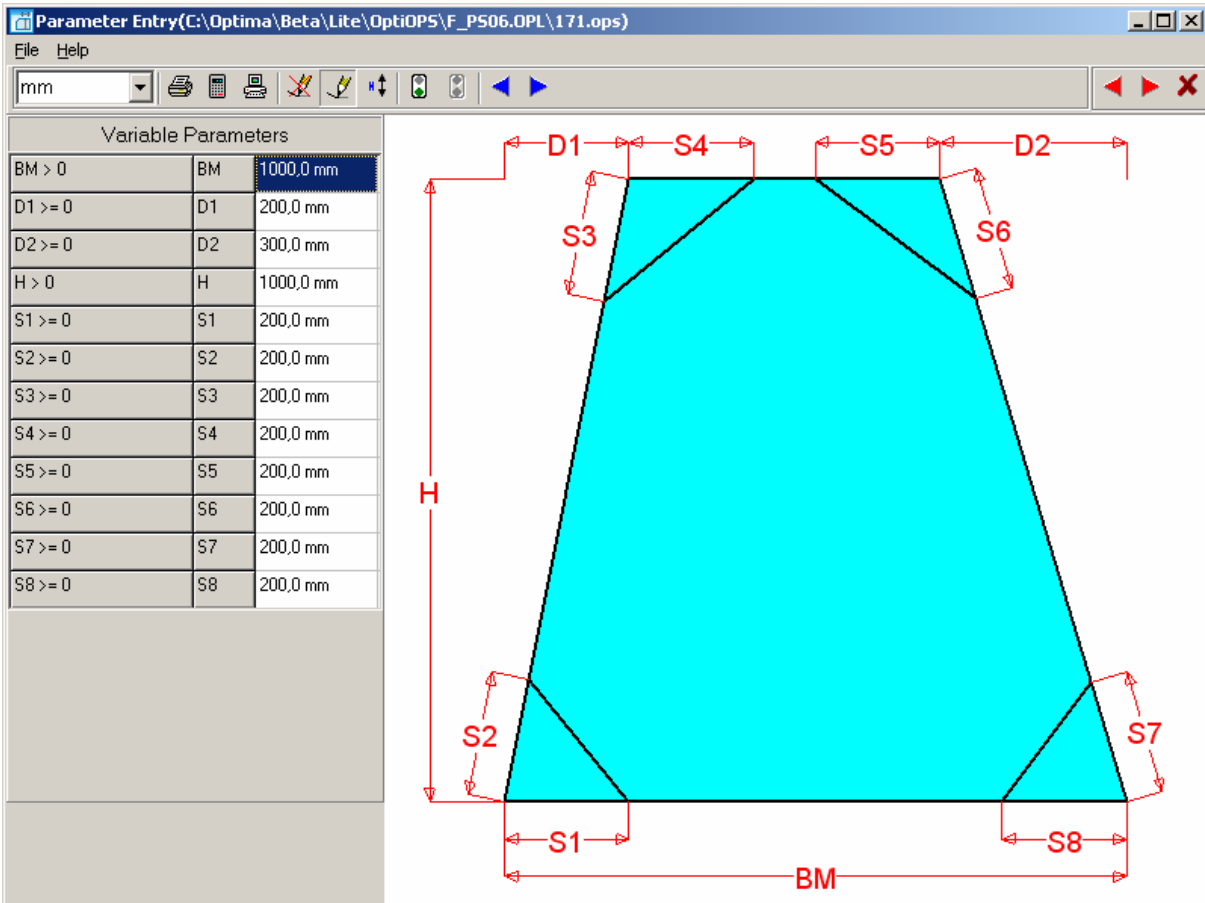 Parameter Entry(C:\Optima\Beta\Lite\OptiOPS\F_PS06.OPL\171.ops)
File Help
mm
H
Variable Parameters
BM > 0 BM 1000,0 mm
D1 >= 0 D1 200,0 mm
D2 >= 0 D2 300,0 mm
H > 0 H 1000,0 mm
S1 >= 0 S1 200,0 mm
S2 >= 0 S2 200,0 mm
S3 >= 0 S3 200,0 mm
S4 >= 0 S4 200,0 mm
S5 >= 0 S5 200,0 mm
S6 >= 0 S6 200,0 mm
S7 >= 0 S7 200,0 mm
S8 >= 0 S8 200,0 mm
D1 S4 S5 D2
S3 S6
H
S2 S7
S1 S8
BM